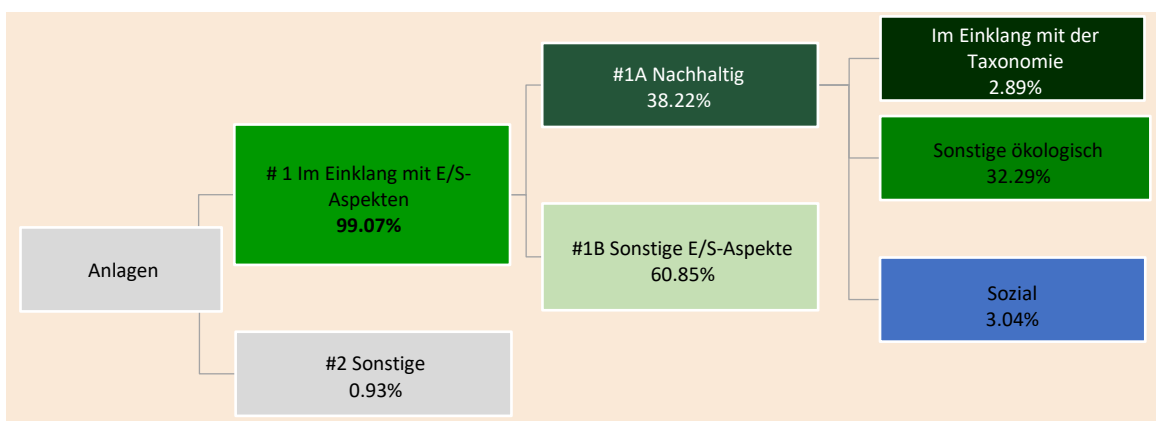 Anlagen
# 1 Im Einklang mit E/S-
Aspekten
99.07%
#2 Sonstige
0.93%
#1A Nachhaltig
38.22%
#1B Sonstige E/S-Aspekte
60.85%
Im Einklang mit der
Taxonomie
2.89%
Sonstige ökologisch
32.29%
Sozial
3.04%